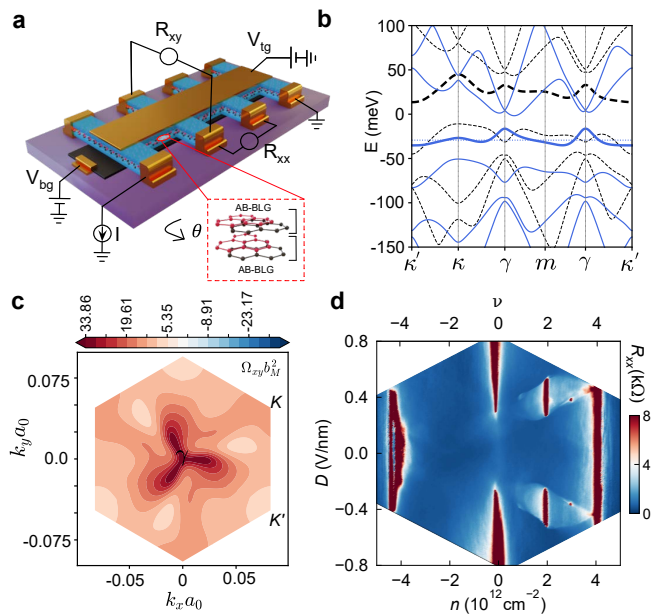 a
R_xy
V_tg
R_xx
V_bg
I
θ
AB-BLG
AB-BLG
b
E (meV)
100
50
0
-50
-100
-150
κ' κ γ m γ κ'
c
33.86 19.61 5.35 -8.91 -23.17
Ω_xy b_M^2
K
K'
γ
k_y a_0
0.075
0.0
-0.075
-0.05 0 0.05
k_x a_0
d
ν
-4 -2 0 2 4
D (V/nm)
0.8
0.4
0.0
-0.4
-0.8
-4 -2 0 2 4
n (10^12 cm^-2)
R_xx (kΩ)
8
4
0